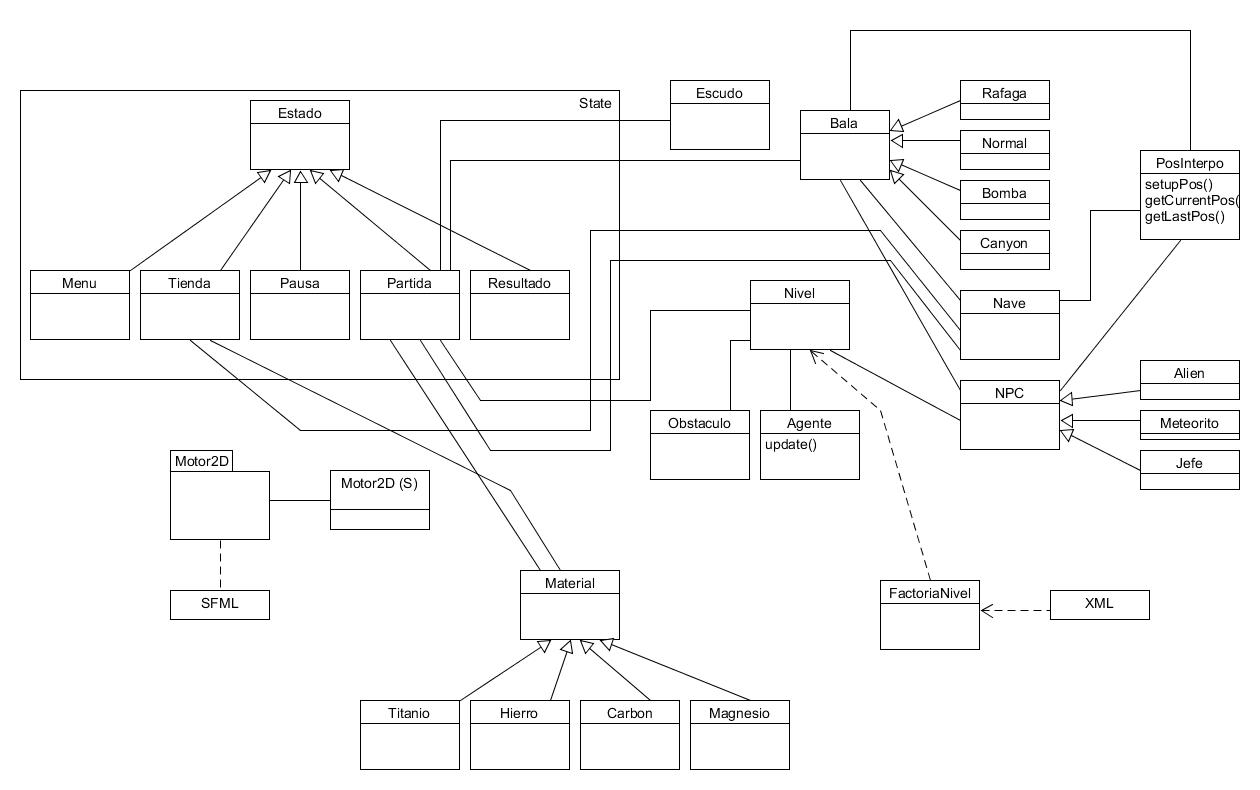 State
Estado
Escudo
Bala
Rafaga
Normal
Bomba
Canyon
PosInterpo
setupPos()
getCurrentPos(
getLastPos()
Menu
Tienda
Pausa
Partida
Resultado
Nivel
Nave
NPC
Alien
Meteorito
Jefe
Obstaculo
Agente
update()
Motor2D
Motor2D (S)
SFML
Material
FactoriaNivel
XML
Titanio
Hierro
Carbon
Magnesio